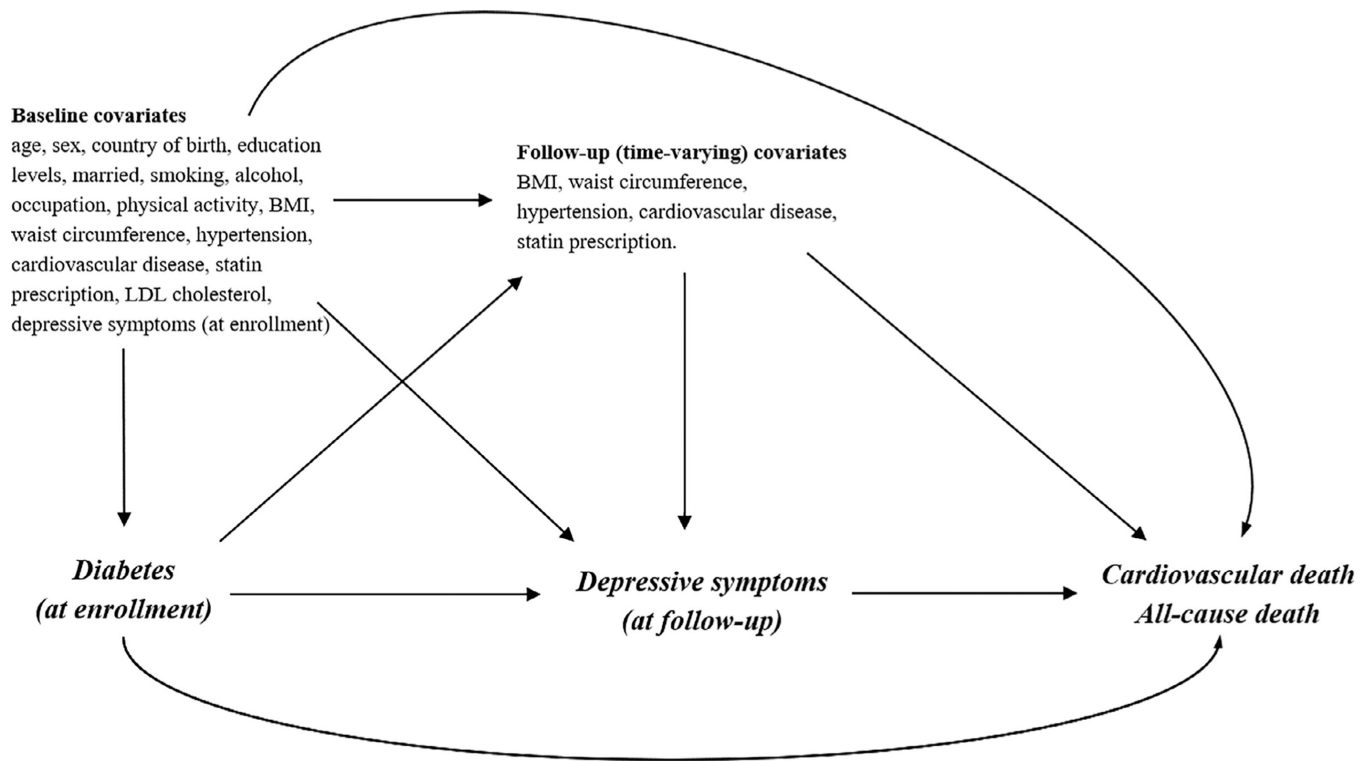 Baseline covariates
age, sex, country of birth, education
levels, married, smoking, alcohol,
occupation, physical activity, BMI,
waist circumference, hypertension,
cardiovascular disease, statin
prescription, LDL cholesterol,
depressive symptoms (at enrollment)
Follow-up (time-varying) covariates
BMI, waist circumference,
hypertension, cardiovascular disease,
statin prescription.
Diabetes
(at enrollment)
Depressive symptoms
(at follow-up)
Cardiovascular death
All-cause death